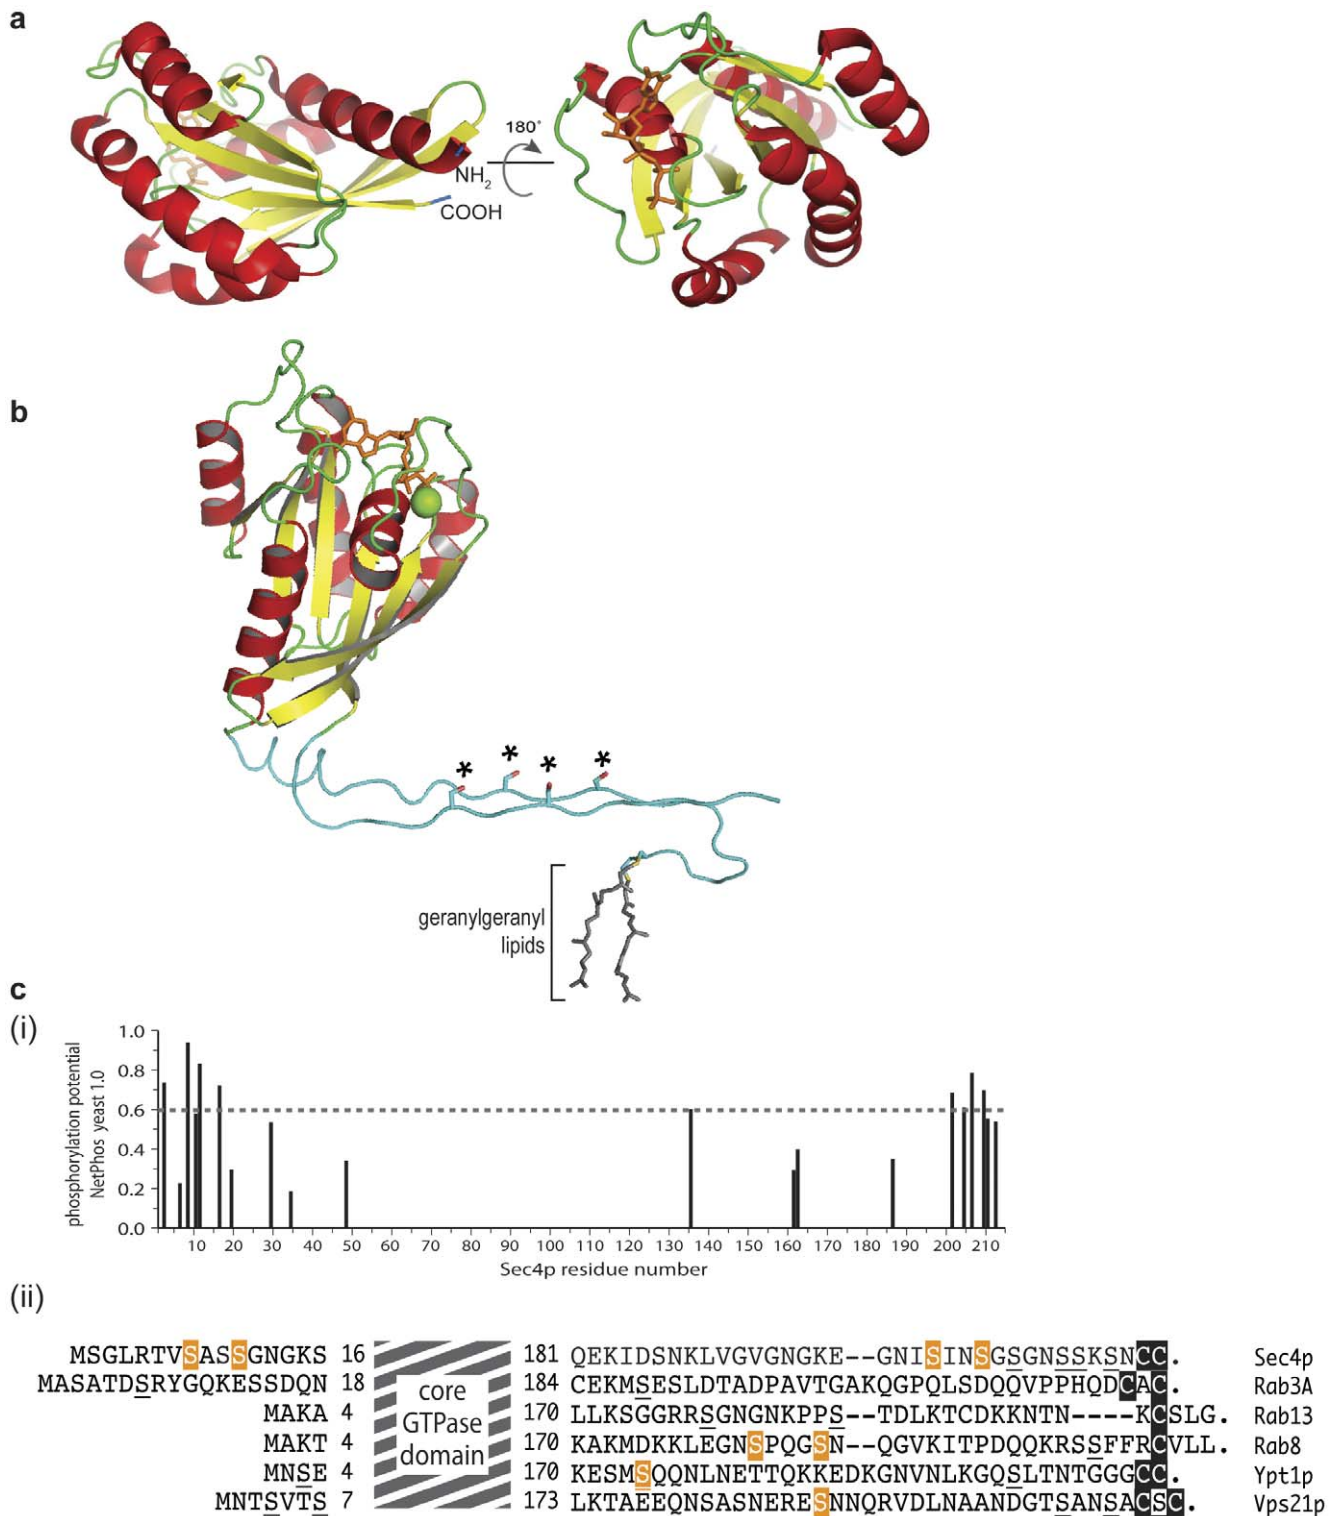 a
180°
NH2
COOH
b
* * * *
geranylgeranyl
lipids
c
(i)
phosphorylation potential
NetPhos yeast 1.0
1.0
0.8
0.6
0.4
0.2
0.0
10 20 30 40 50 60 70 80 90 100 110 120 130 140 150 160 170 180 190 200 210
Sec4p residue number
(ii)
core
GTPase
domain
MSGLRTVSASSGNGKS 16 181 QEKIDSNKLVGVGNGKE--GNISINSGSGNSSKSNCC. Sec4p
MASATDSRYGQKESSDQN 18 184 CEKMSESLDTADPAVTGAKQGPQLSDQQVPPHQDCAC. Rab3A
MAKA 4 170 LLKSGGRRSGNGNKPPS--TDLKTCDKKNTN----KCSLG. Rab13
MAKT 4 170 KAKMDKKLEGNSPQGSN--QGVKITPDQQKRSSFFRCVLL. Rab8
MNSE 4 170 KESMSQQNLNETTQKKEDKGNVNLKGQSLTNTGGGCC. Ypt1p
MNTSVTS 7 173 LKTAEEQNSASNERESNNQRVDLNAANDGTSANSACSC. Vps21p